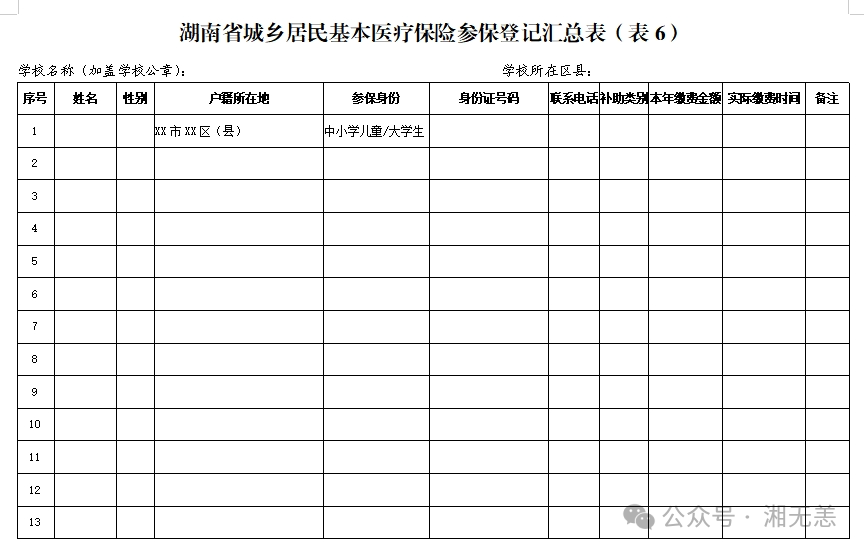 湖南省城乡居民基本医疗保险参保登记汇总表（表6）
学校名称（加盖学校公章）： 学校所在区县：
序号 姓名 性别 户籍所在地 参保身份 身份证号码 联系电话 补助类别 本年缴费金额 实际缴费时间 备注
1 XX市XX区（县） 中小学儿童/大学生
2
3
4
5
6
7
8
9
10
11
12
13
公众号·湘无恙